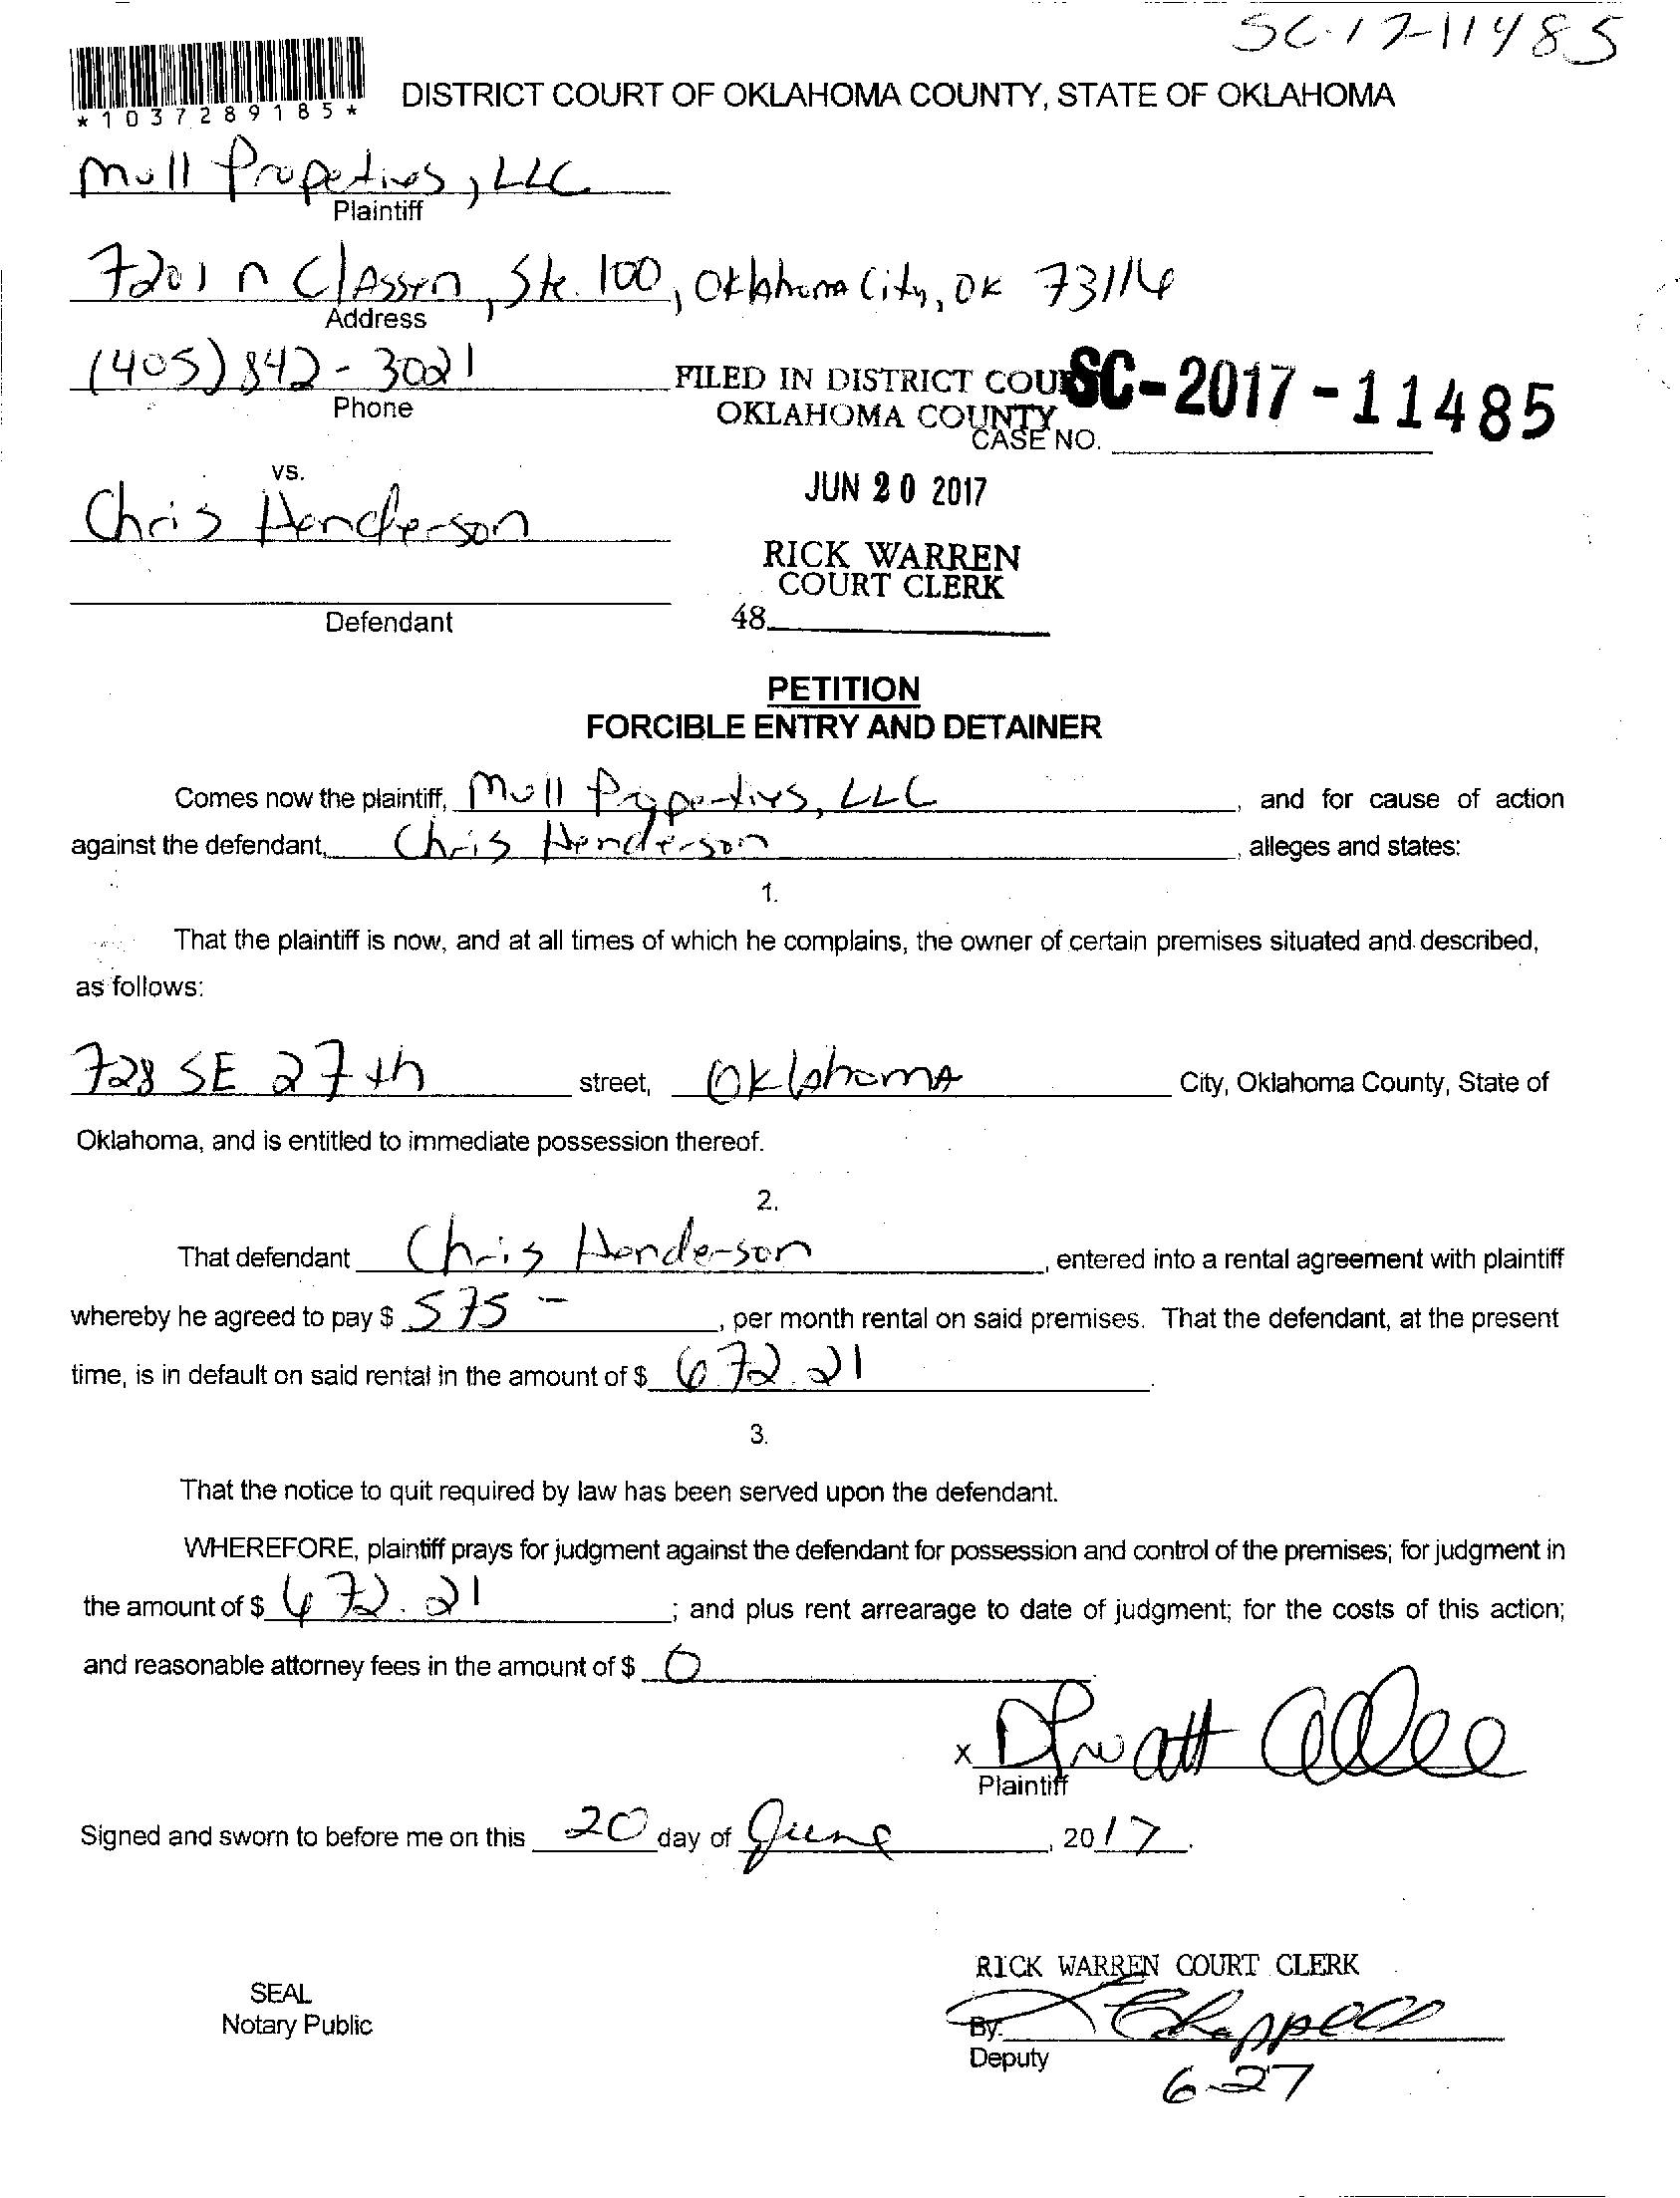 SC-17-11485
*1037289185*
DISTRICT COURT OF OKLAHOMA COUNTY, STATE OF OKLAHOMA
Mull Properties, LLC
Plaintiff
7201 N Classen, Ste. 100, Oklahoma City, OK 73116
Address
(405) 842-3021
Phone
FILED IN DISTRICT COU
SC-2017-11485
OKLAHOMA COUNTY
CASE NO.
vs.
JUN 20 2017
Chris Henderson
RICK WARREN
COURT CLERK
Defendant
48
PETITION
FORCIBLE ENTRY AND DETAINER
Comes now the plaintiff, Mull Properties, LLC, and for cause of action
against the defendant, Chris Henderson, alleges and states:
1.
That the plaintiff is now, and at all times of which he complains, the owner of certain premises situated and described,
as follows:
728 SE 27th street, Oklahoma City, Oklahoma County, State of
Oklahoma, and is entitled to immediate possession thereof.
2.
That defendant Chris Henderson, entered into a rental agreement with plaintiff
whereby he agreed to pay $ 575 -, per month rental on said premises. That the defendant, at the present
time, is in default on said rental in the amount of $ 672.21.
3.
That the notice to quit required by law has been served upon the defendant.
WHEREFORE, plaintiff prays for judgment against the defendant for possession and control of the premises; for judgment in
the amount of $ 672.21; and plus rent arrearage to date of judgment; for the costs of this action;
and reasonable attorney fees in the amount of $ 0.
x
Plaintiff
Signed and sworn to before me on this 20 day of June, 2017.
RICK WARREN COURT CLERK
SEAL
Notary Public
By:
Deputy
6-27